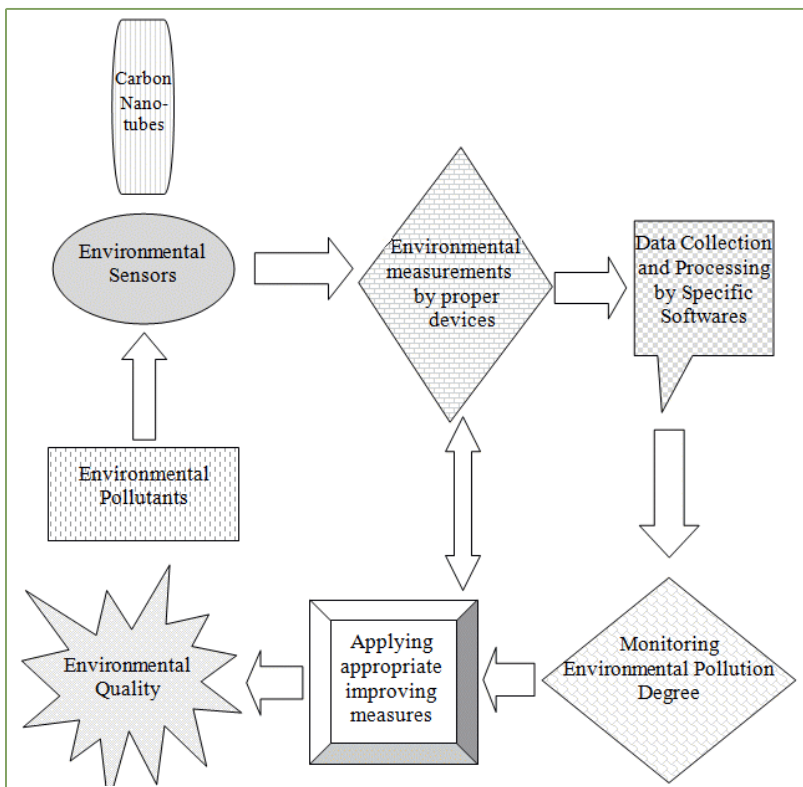 Carbon
Nano-
tubes
Environmental
Sensors
Environmental
measurements
by proper
devices
Data Collection
and Processing
by Specific
Softwares
Environmental
Pollutants
Environmental
Quality
Applying
appropriate
improving
measures
Monitoring
Environmental Pollution
Degree